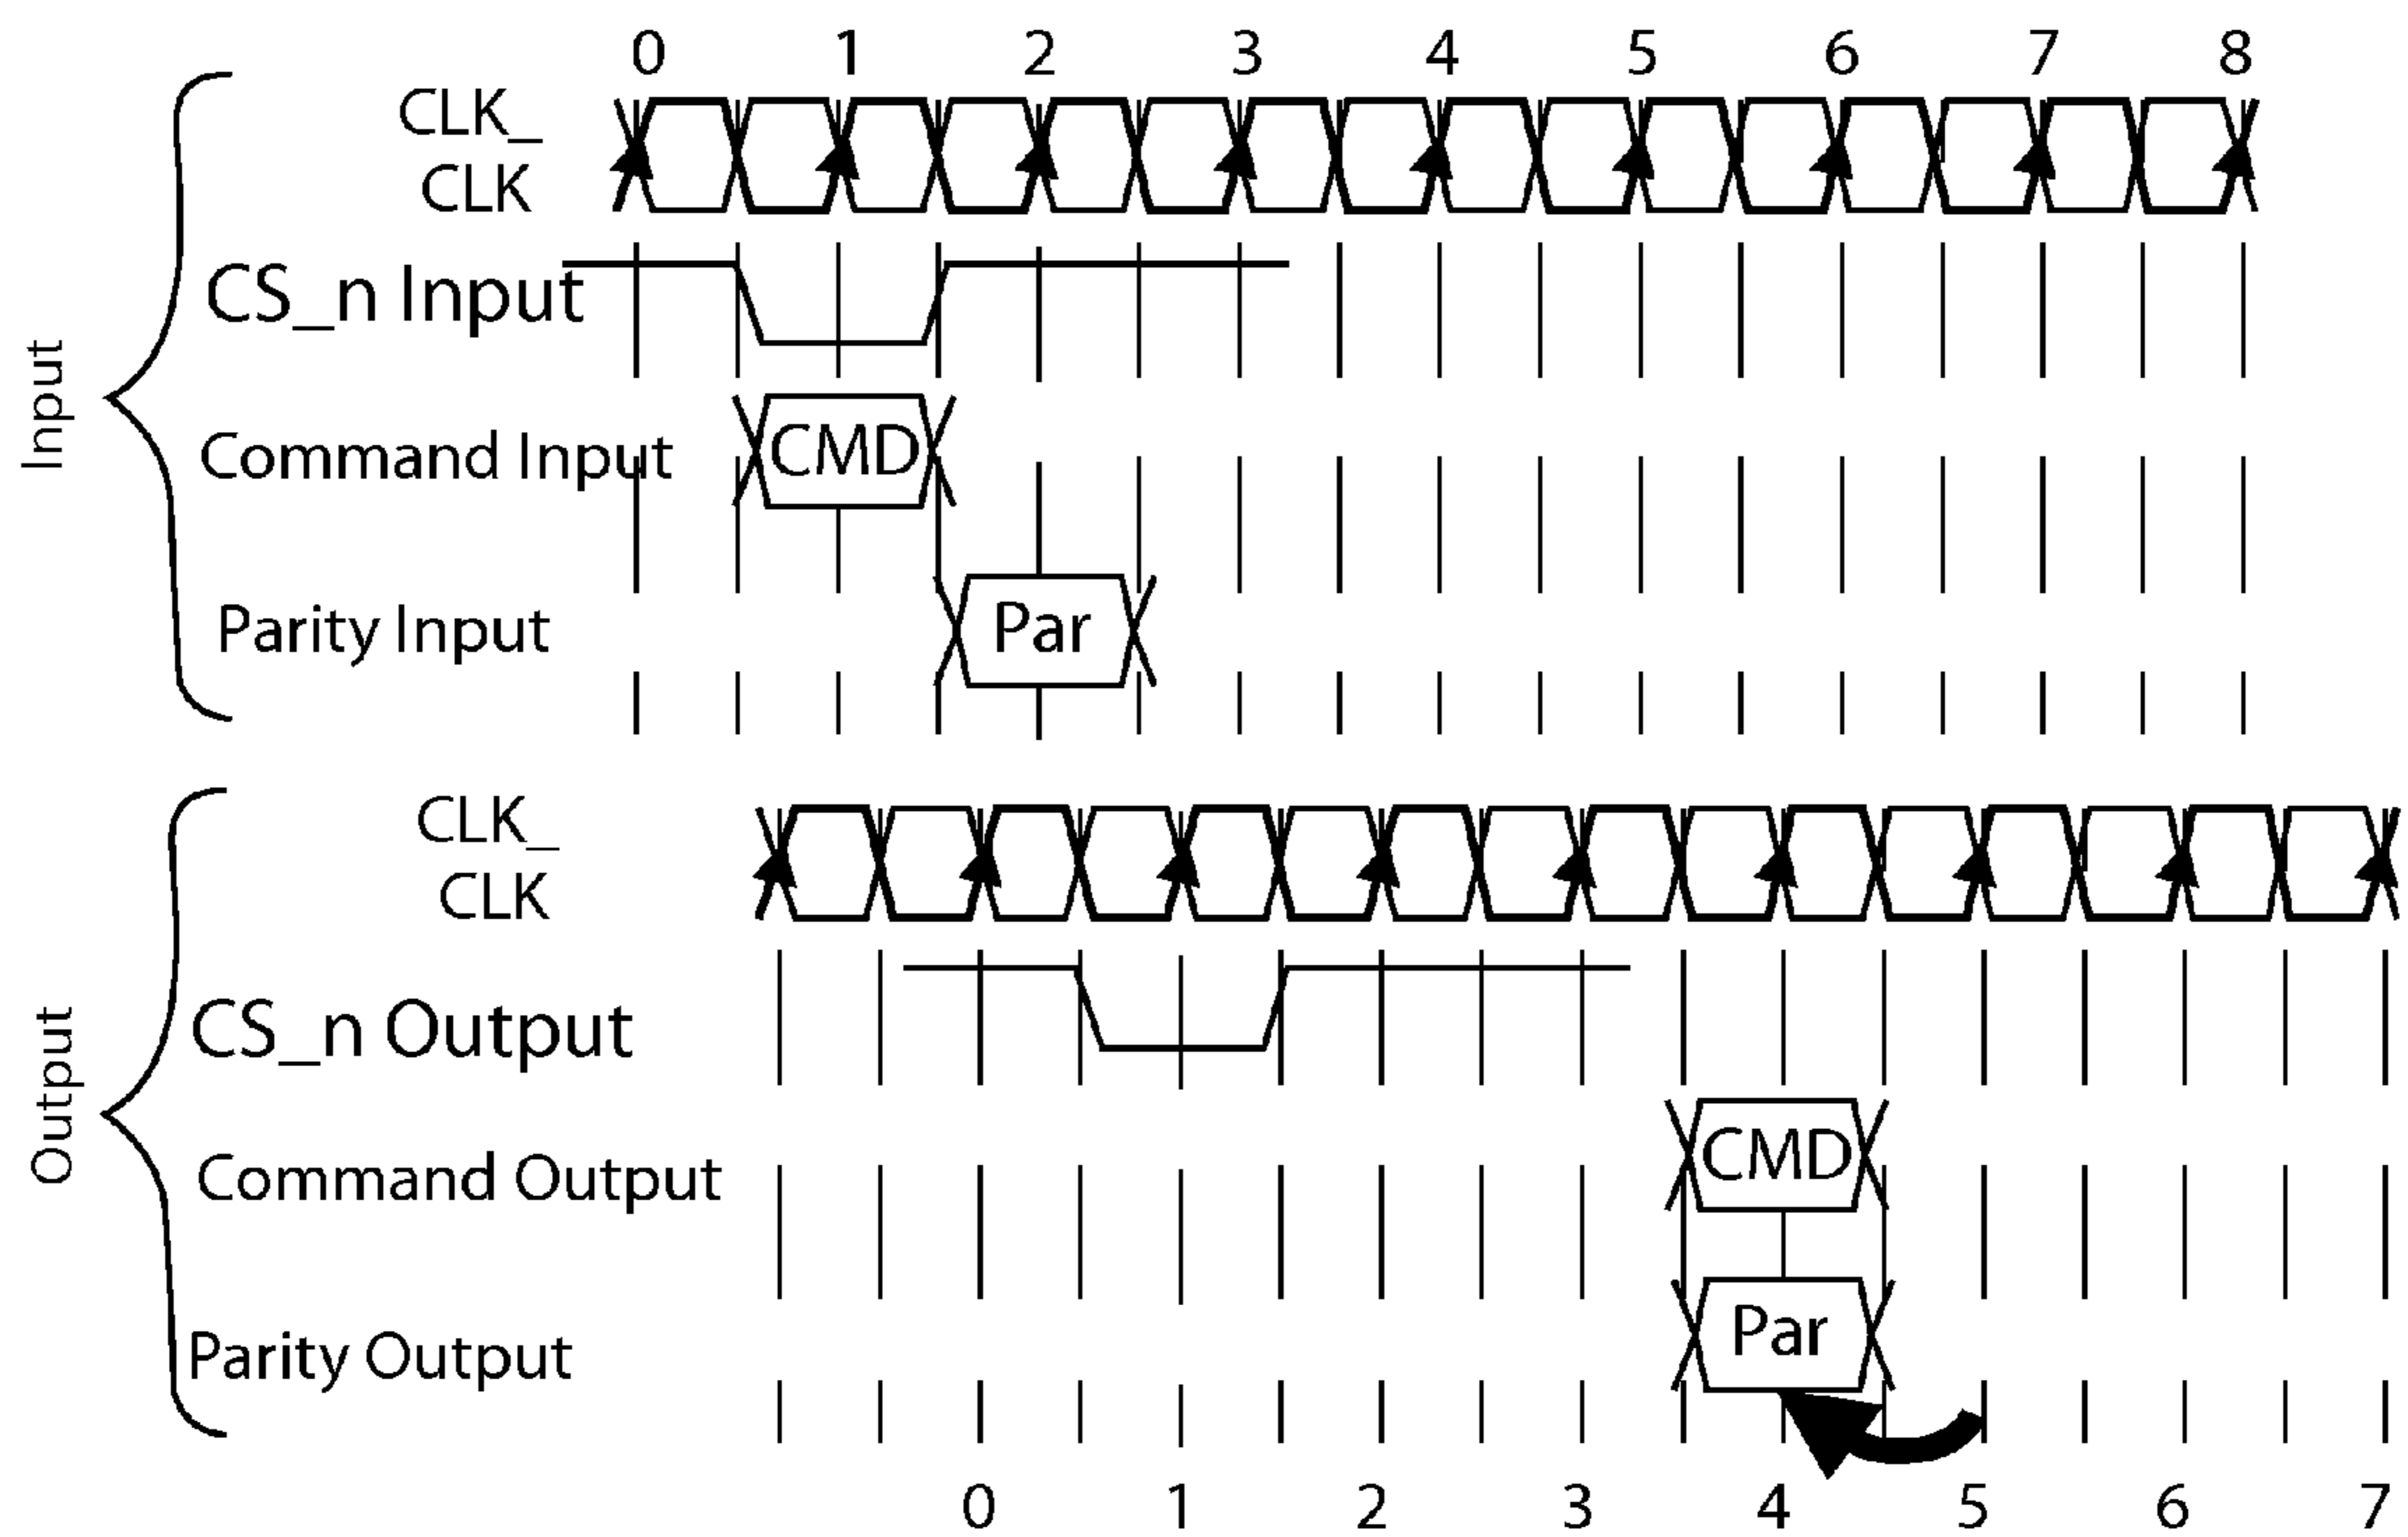 0 1 2 3 4 5 6 7 8
CLK_
CLK
CS_n Input
Input
Command Input
CMD
Parity Input
Par
CLK_
CLK
CS_n Output
Output
Command Output
CMD
Parity Output
Par
0 1 2 3 4 5 6 7